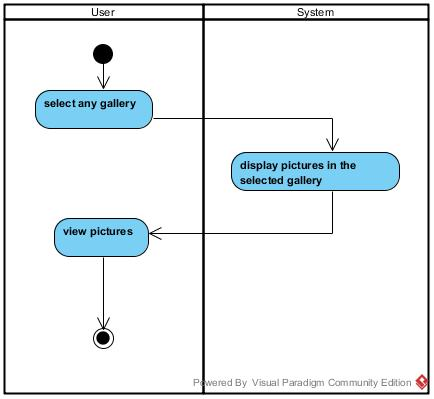 User
System
select any gallery
display pictures in the
selected gallery
view pictures
Powered By Visual Paradigm Community Edition